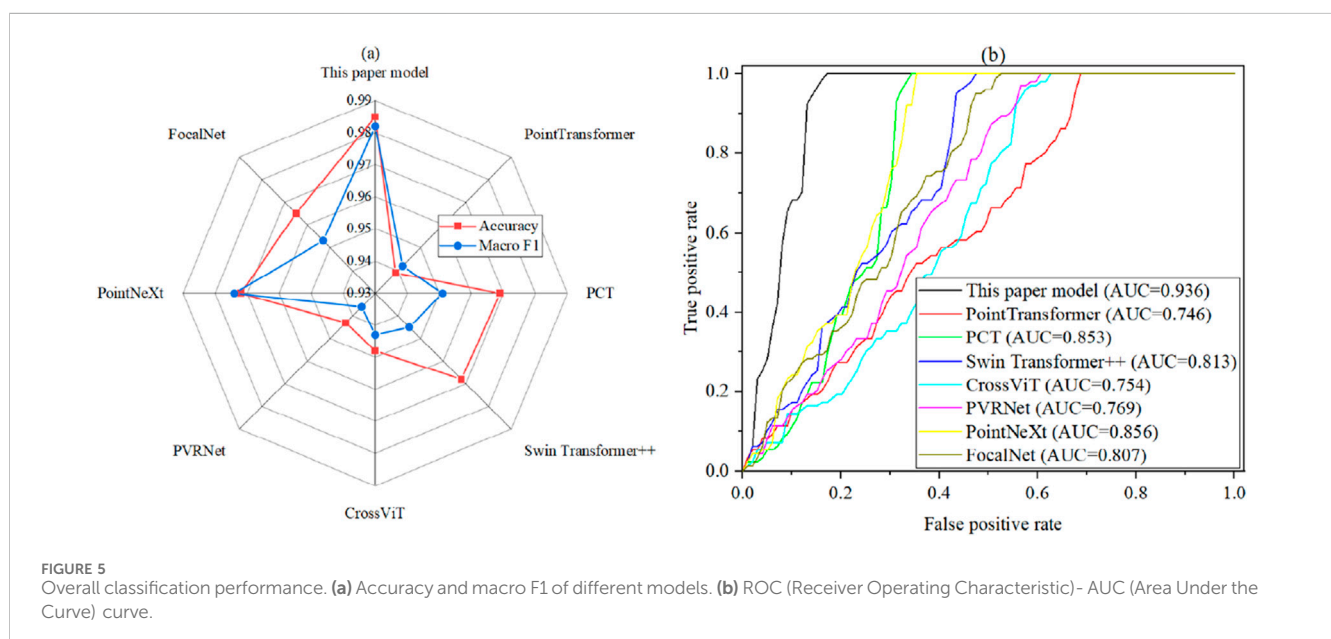 (a)
This paper model
0.99
0.98
0.97
0.96
0.95
0.94
0.93
FocalNet
PointTransformer
Accuracy
Macro F1
PointNeXt
PCT
PVRNet
Swin Transformer++
CrossViT
(b)
True positive rate
1.0
0.8
0.6
0.4
0.2
0.0
This paper model (AUC=0.936)
PointTransformer (AUC=0.746)
PCT (AUC=0.853)
Swin Transformer++ (AUC=0.813)
CrossViT (AUC=0.754)
PVRNet (AUC=0.769)
PointNeXt (AUC=0.856)
FocalNet (AUC=0.807)
0.0 0.2 0.4 0.6 0.8 1.0
False positive rate
FIGURE 5
Overall classification performance. (a) Accuracy and macro F1 of different models. (b) ROC (Receiver Operating Characteristic)- AUC (Area Under the
Curve) curve.